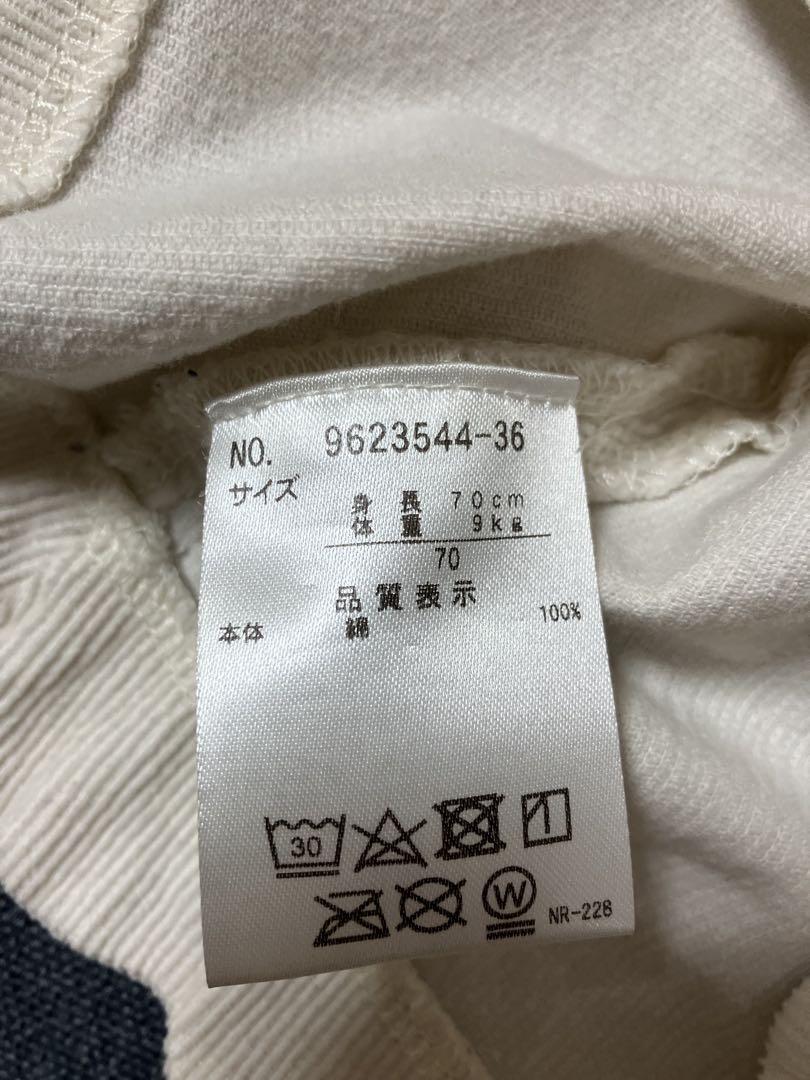 NO. 9623544-36
サイズ 身長 70cm
体重 9kg
70
品質表示
本体 綿 100%
30
W
NR-228